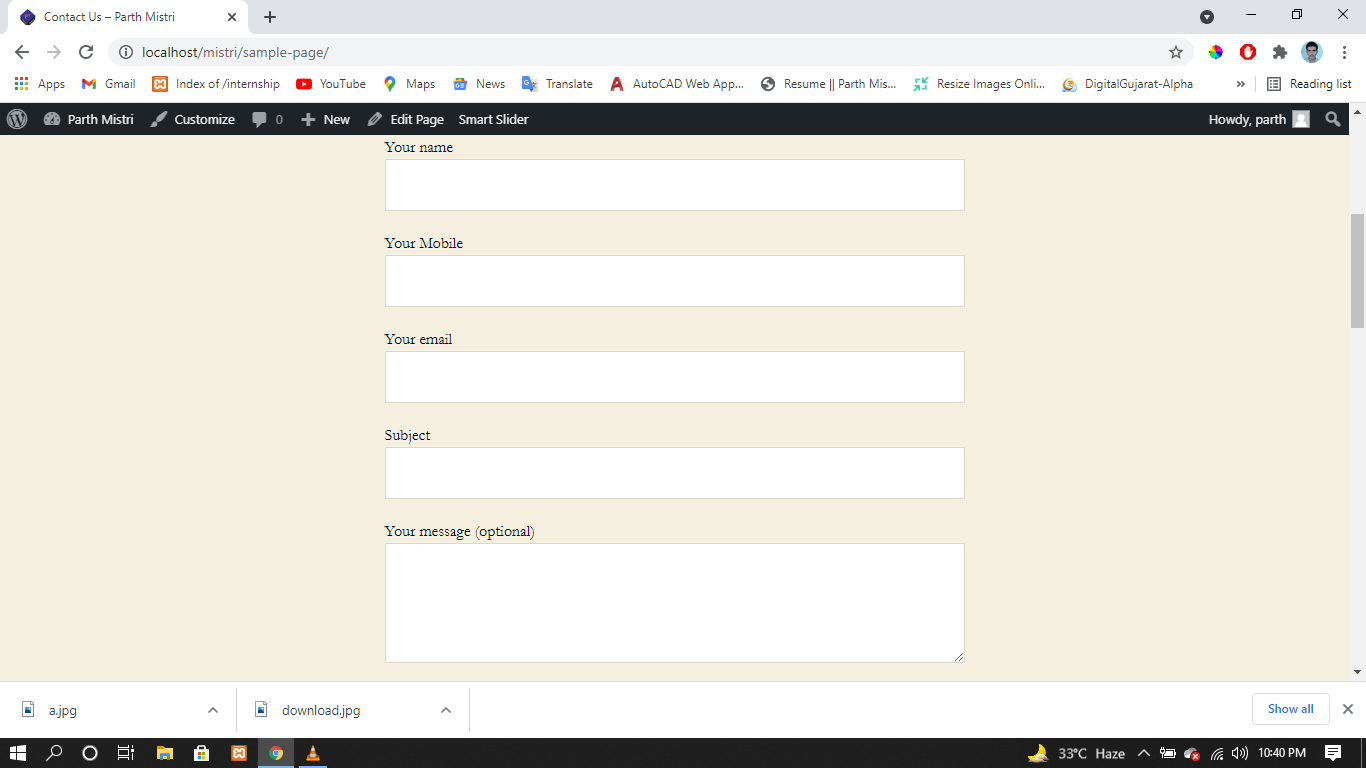 Contact Us – Parth Mistri
localhost/mistri/sample-page/
Apps Gmail Index of /internship YouTube Maps News Translate AutoCAD Web App... Resume || Parth Mis... Resize Images Onli... DigitalGujarat-Alpha » Reading list
Parth Mistri Customize 0 New Edit Page Smart Slider Howdy, parth
Your name
Your Mobile
Your email
Subject
Your message (optional)
a.jpg download.jpg Show all
33°C Haze 10:40 PM